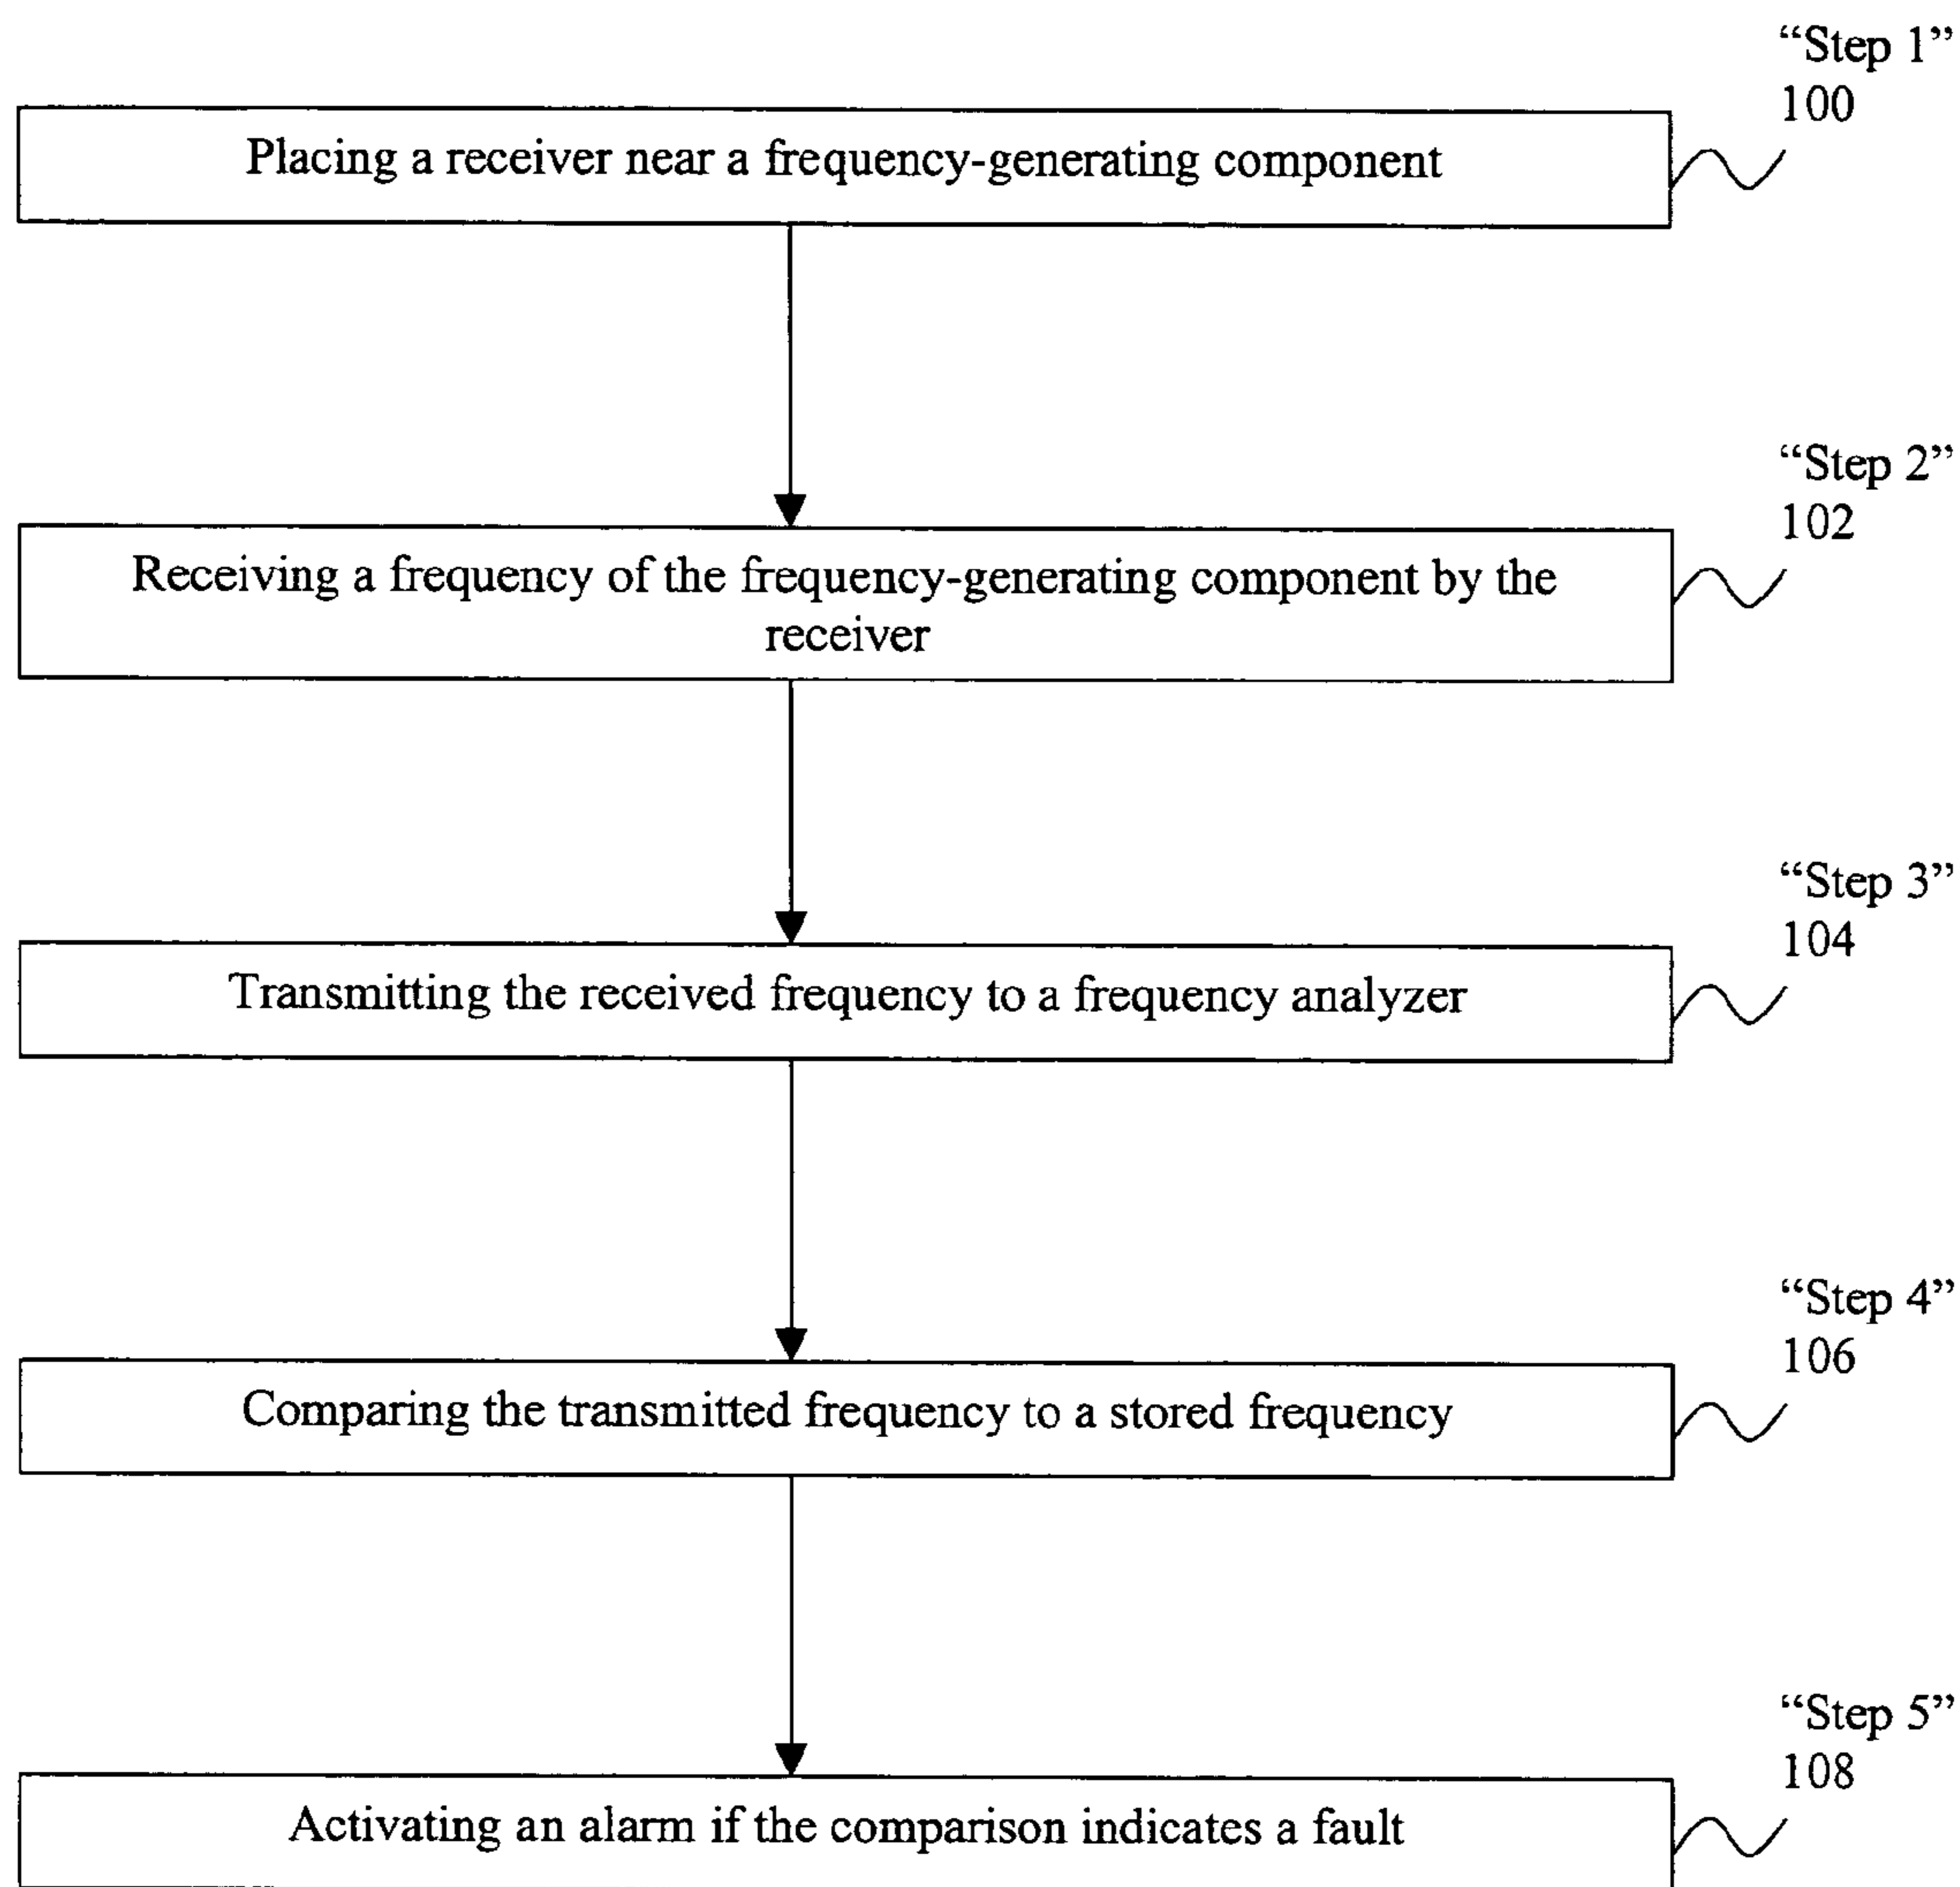 “Step 1”
100
Placing a receiver near a frequency-generating component
“Step 2”
102
Receiving a frequency of the frequency-generating component by the
receiver
“Step 3”
104
Transmitting the received frequency to a frequency analyzer
“Step 4”
106
Comparing the transmitted frequency to a stored frequency
“Step 5”
108
Activating an alarm if the comparison indicates a fault